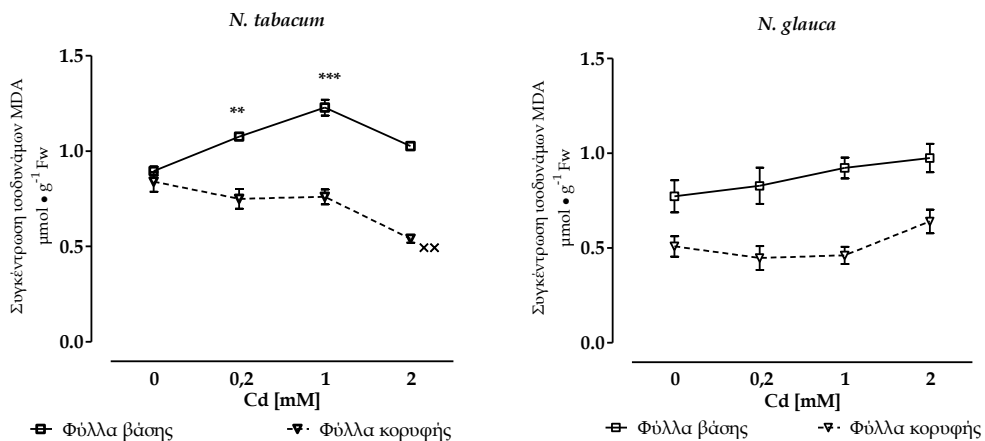 N. tabacum
Συγκέντρωση ισοδυνάμων MDA
μmol • g⁻¹ Fw
1.5
1.0
0.5
0.0
**
***
××
0
0,2
1
2
Cd [mM]
Φύλλα βάσης
Φύλλα κορυφής
N. glauca
Συγκέντρωση ισοδυνάμων MDA
μmol • g⁻¹ Fw
1.5
1.0
0.5
0.0
0
0,2
1
2
Cd [mM]
Φύλλα βάσης
Φύλλα κορυφής